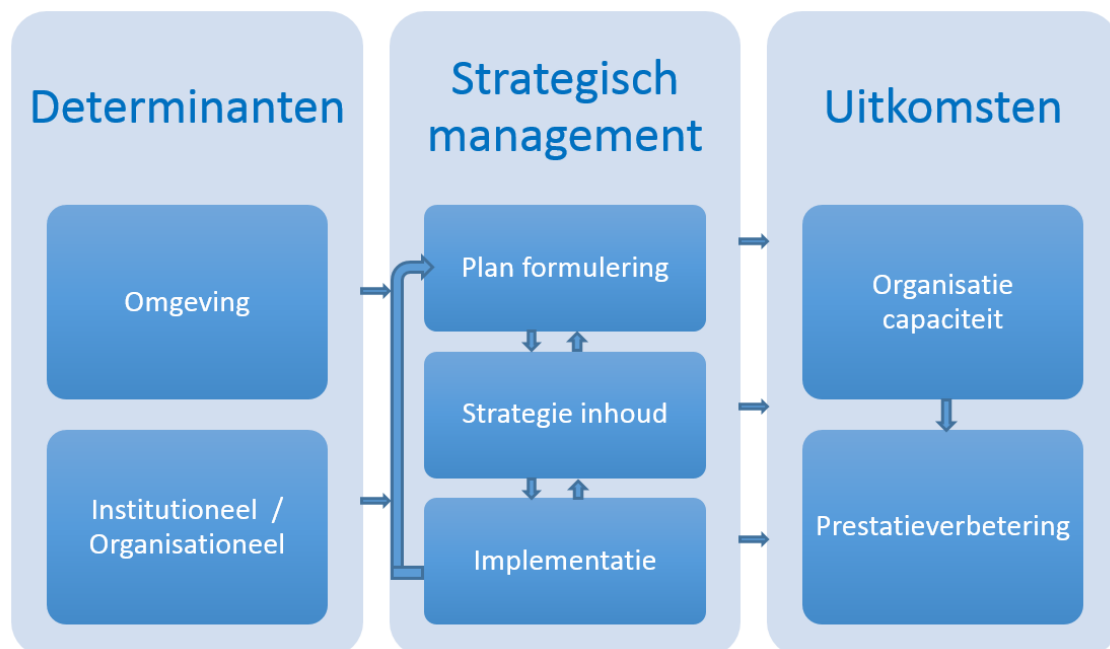 Determinanten
Omgeving
Institutioneel /
Organisationeel
Strategisch
management
Plan formulering
Strategie inhoud
Implementatie
Uitkomsten
Organisatie
capaciteit
Prestatieverbetering